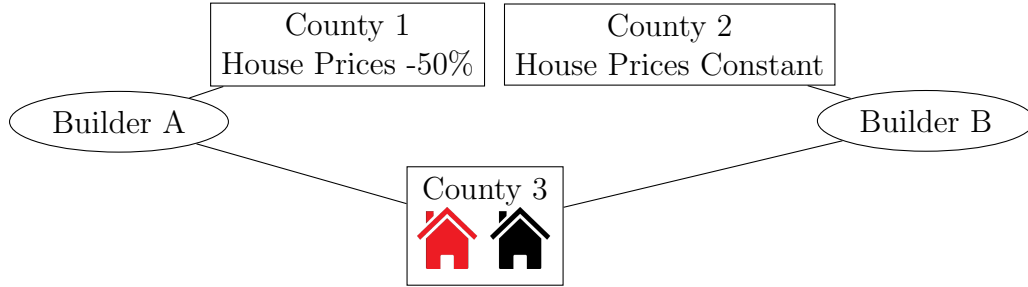 County 1
House Prices -50%
County 2
House Prices Constant
Builder A
Builder B
County 3